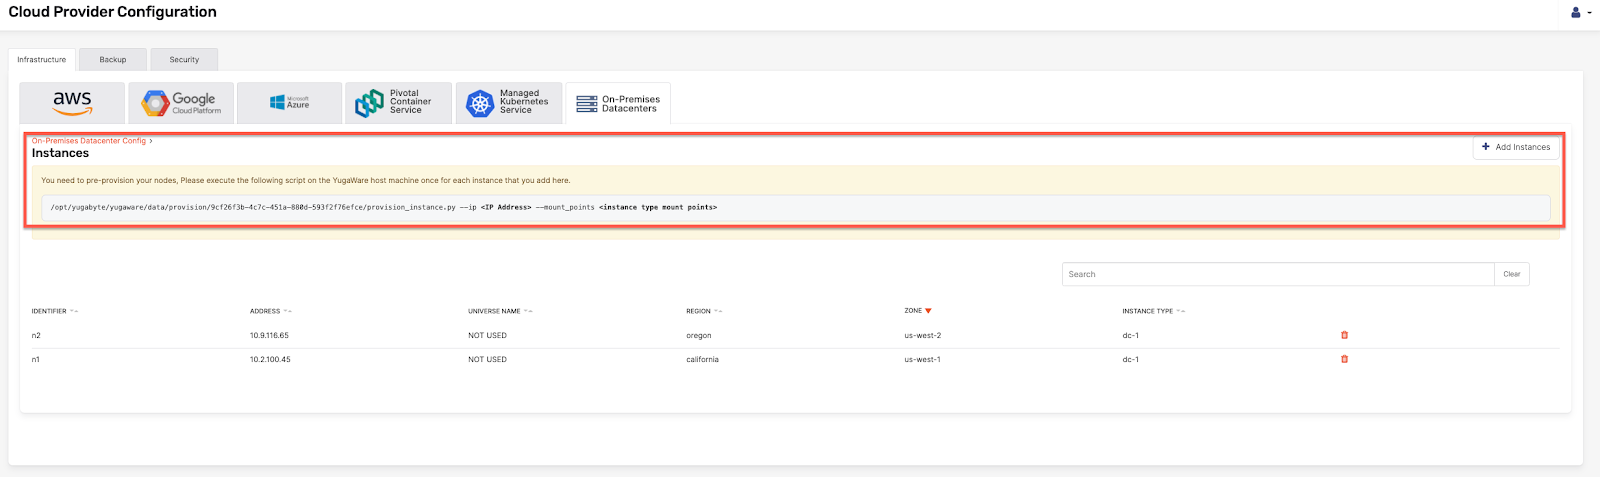 Cloud Provider Configuration
Infrastructure
Backup
Security
aws
Google
Cloud Platform
Microsoft
Azure
Pivotal
Container
Service
Managed
Kubernetes
Service
On-Premises
Datacenters
On-Premises Datacenter Config ›
Instances
+ Add Instances
You need to pre-provision your nodes, Please execute the following script on the YugaWare host machine once for each instance that you add here.
/opt/yugabyte/yugaware/data/provision/9cf26f3b-4c7c-451a-880d-593f2f76efce/provision_instance.py --ip <IP Address> --mount_points <instance type mount points>
Search
Clear
IDENTIFIER ADDRESS UNIVERSE NAME REGION ZONE INSTANCE TYPE
n2 10.9.116.65 NOT USED oregon us-west-2 dc-1
n1 10.2.100.45 NOT USED california us-west-1 dc-1